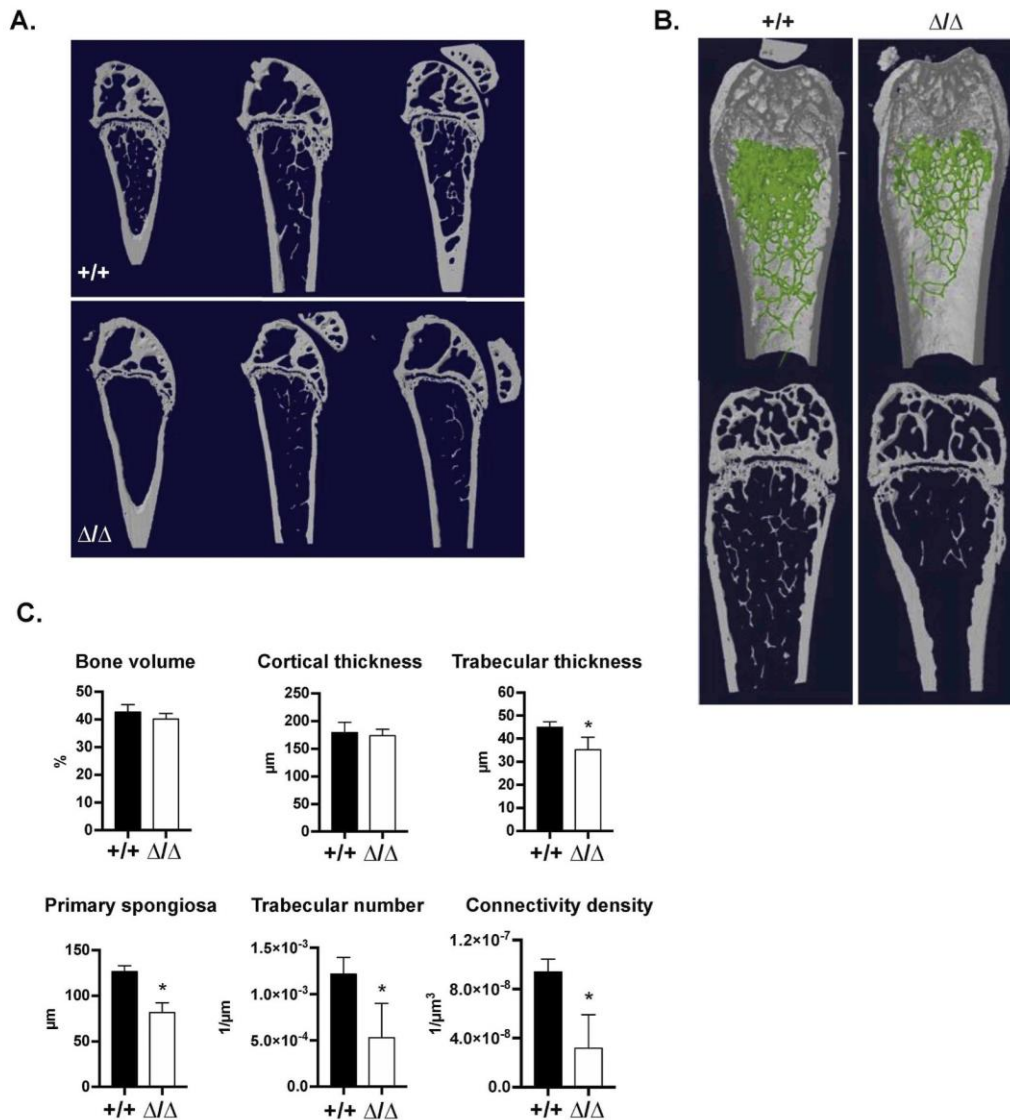 A.
+/+
Δ/Δ
B.
+/+ Δ/Δ
C.
Bone volume
50
40
30
20
10
0
%
+/+ Δ/Δ
Cortical thickness
250
200
150
100
50
0
µm
+/+ Δ/Δ
Trabecular thickness
60
50
40
30
20
10
0
µm
*
+/+ Δ/Δ
Primary spongiosa
150
100
50
0
µm
*
+/+ Δ/Δ
Trabecular number
1.5×10⁻³
1.0×10⁻³
5.0×10⁻⁴
0.0
1/µm
*
+/+ Δ/Δ
Connectivity density
1.2×10⁻⁷
8.0×10⁻⁸
4.0×10⁻⁸
0.0
1/µm³
*
+/+ Δ/Δ